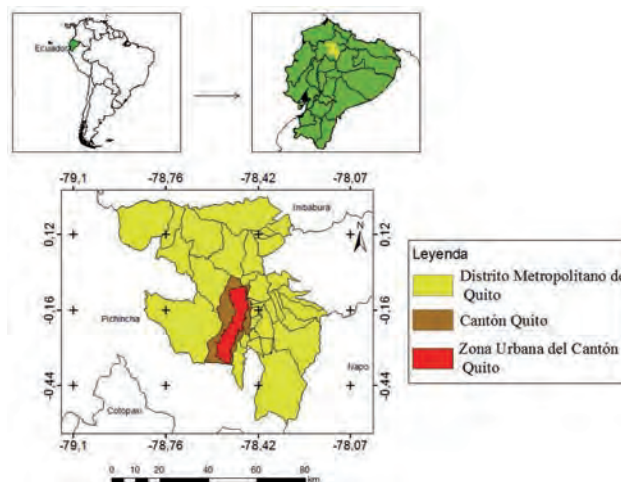 Ecuador
-79,1 -78,76 -78,42 -78,07
Imbabura
N
0,12 0,12
-0,16 -0,16
-0,44 -0,44
Pichincha
Napo
Cotopaxi
-79,1 -78,76 -78,42 -78,07
0 5 10 20 40 60 80
km
Leyenda
Distrito Metropolitano de
Quito
Cantón Quito
Zona Urbana del Cantón
Quito